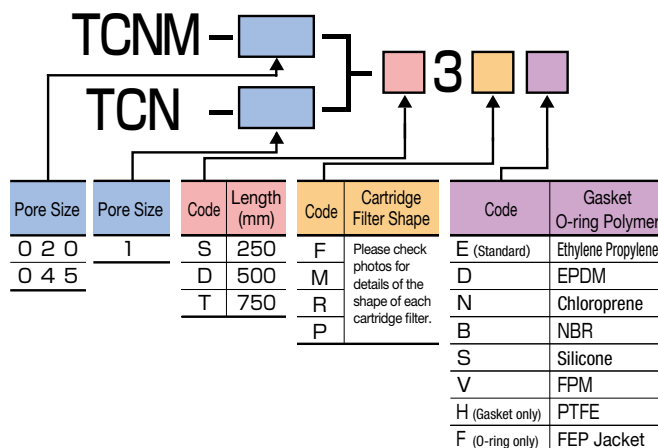 TCNM –
– 3
TCN –
Pore Size
0 2 0
0 4 5
Pore Size
1
Code Length (mm)
S 250
D 500
T 750
Code Cartridge Filter Shape
F
M
R
P
Please check
photos for
details of the
shape of each
cartridge filter.
Code Gasket O-ring Polymer
E (Standard) Ethylene Propylene
D EPDM
N Chloroprene
B NBR
S Silicone
V FPM
H (Gasket only) PTFE
F (O-ring only) FEP Jacket